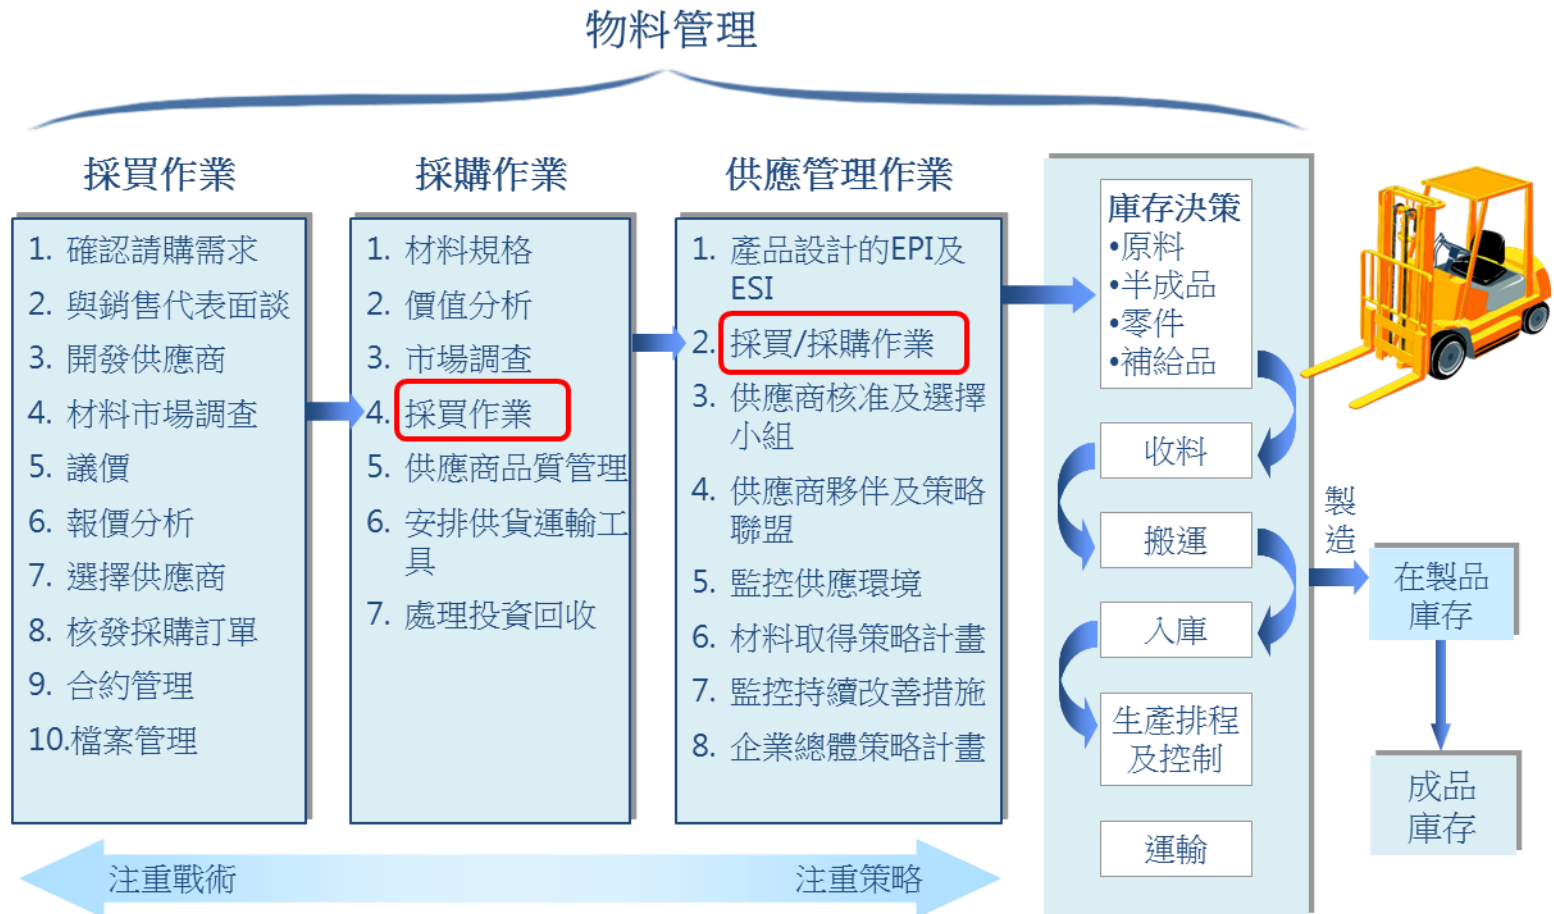 物料管理
採買作業
1. 確認請購需求
2. 與銷售代表面談
3. 開發供應商
4. 材料市場調查
5. 議價
6. 報價分析
7. 選擇供應商
8. 核發採購訂單
9. 合約管理
10.檔案管理
採購作業
1. 材料規格
2. 價值分析
3. 市場調查
4. 採買作業
5. 供應商品質管理
6. 安排供貨運輸工
具
7. 處理投資回收
供應管理作業
1. 產品設計的EPI及
ESI
2. 採買/採購作業
3. 供應商核准及選擇
小組
4. 供應商夥伴及策略
聯盟
5. 監控供應環境
6. 材料取得策略計畫
7. 監控持續改善措施
8. 企業總體策略計畫
庫存決策
•原料
•半成品
•零件
•補給品
收料
搬運
入庫
生產排程
及控制
運輸
製
造
在製品
庫存
成品
庫存
注重戰術
注重策略